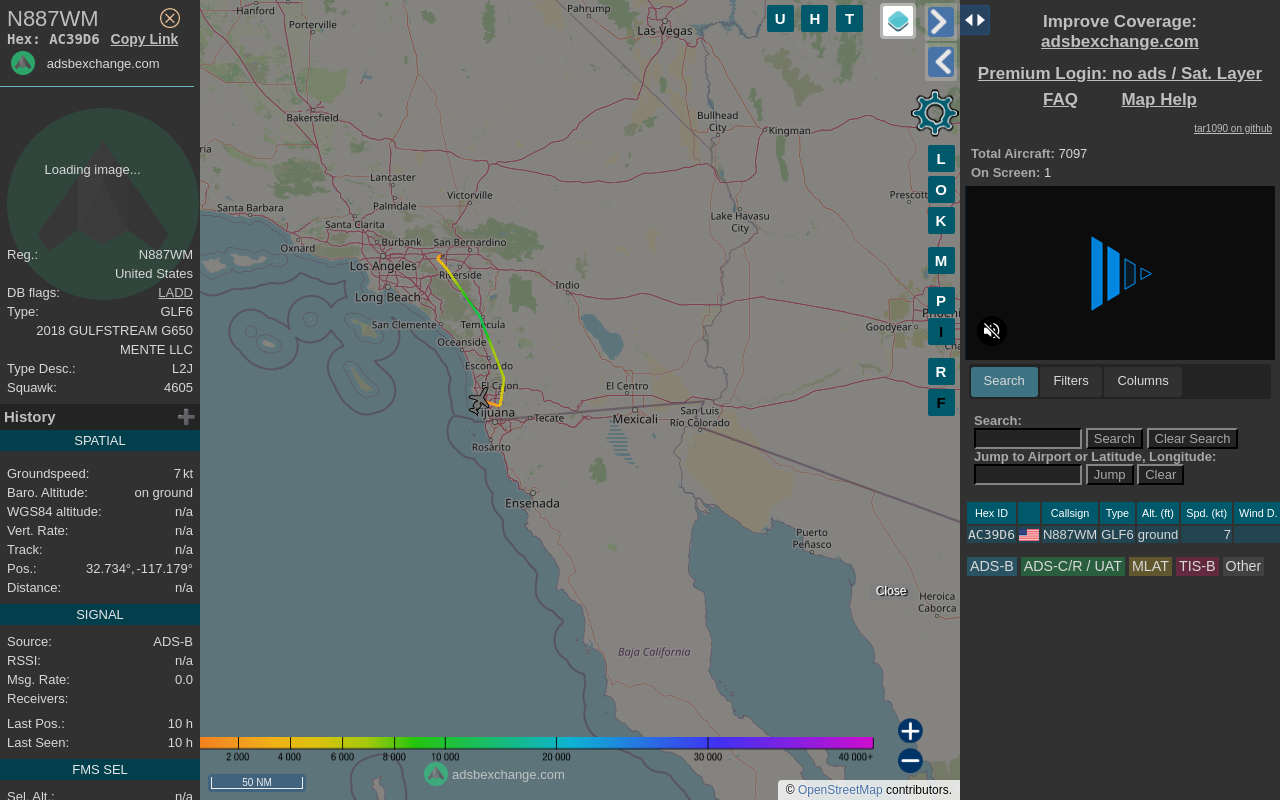 N887WM
Hex: AC39D6 Copy Link
adsbexchange.com
Loading image...
Reg.: N887WM
United States
DB flags: LADD
Type: GLF6
2018 GULFSTREAM G650
MENTE LLC
Type Desc.: L2J
Squawk: 4605
History
SPATIAL
Groundspeed: 7 kt
Baro. Altitude: on ground
WGS84 altitude: n/a
Vert. Rate: n/a
Track: n/a
Pos.: 32.734°, -117.179°
Distance: n/a
SIGNAL
Source: ADS-B
RSSI: n/a
Msg. Rate: 0.0
Receivers:
Last Pos.: 10 h
Last Seen: 10 h
FMS SEL
Sel. Alt.: n/a
Hanford
Porterville
Pahrump
Las Vegas
Bakersfield
Bullhead
City
Kingman
ria
Lancaster
Palmdale
Victorville
Prescott
Santa Barbara
Santa Clarita
Lake Havasu
City
Oxnard
Burbank
San Bernardino
Los Angeles
Riverside
Indio
Long Beach
San Clemente
Temecula
Goodyear
Oceanside
Escondido
El Cajon
El Centro
Tijuana
Tecate
Mexicali
San Luis
Río Colorado
Rosarito
Ensenada
Puerto
Peñasco
Heroica
Caborca
Baja California
Close
U H T
L
O
K
M
P
I
R
F
2 000 4 000 6 000 8 000 10 000 20 000 30 000 40 000+
50 NM
adsbexchange.com
© OpenStreetMap contributors.
Improve Coverage:
adsbexchange.com
Premium Login: no ads / Sat. Layer
FAQ Map Help
tar1090 on github
Total Aircraft: 7097
On Screen: 1
Search Filters Columns
Search:
Search Clear Search
Jump to Airport or Latitude, Longitude:
Jump Clear
Hex ID Callsign Type Alt. (ft) Spd. (kt) Wind D.
AC39D6 N887WM GLF6 ground 7
ADS-B ADS-C/R / UAT MLAT TIS-B Other